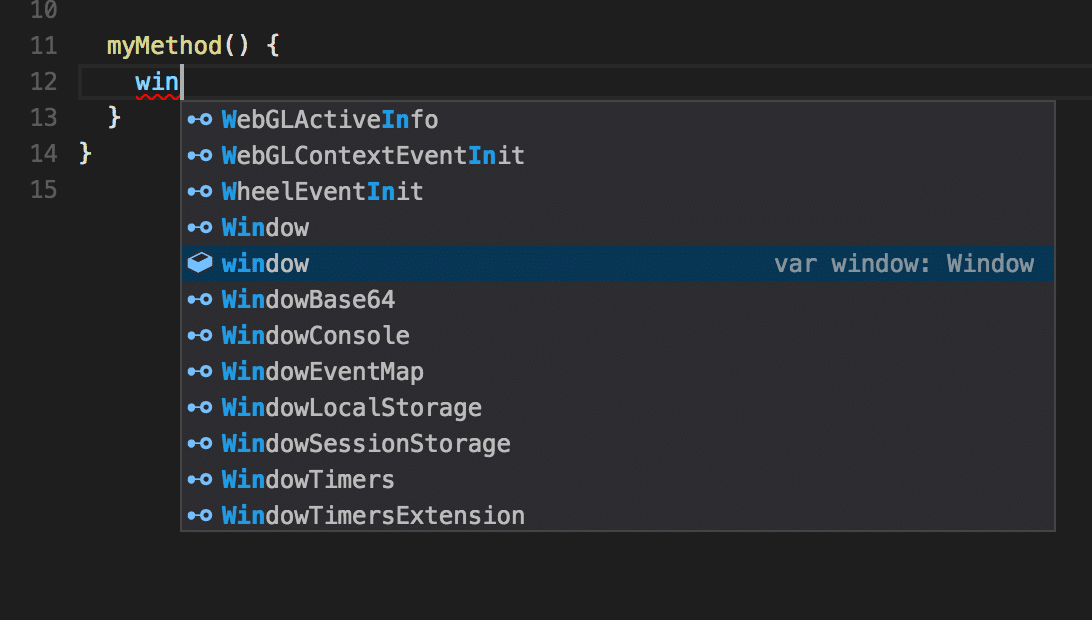 10
11 myMethod() {
12 win
13 }
14 }
15
WebGLActiveInfo
WebGLContextEventInit
WheelEventInit
Window
window var window: Window
WindowBase64
WindowConsole
WindowEventMap
WindowLocalStorage
WindowSessionStorage
WindowTimers
WindowTimersExtension